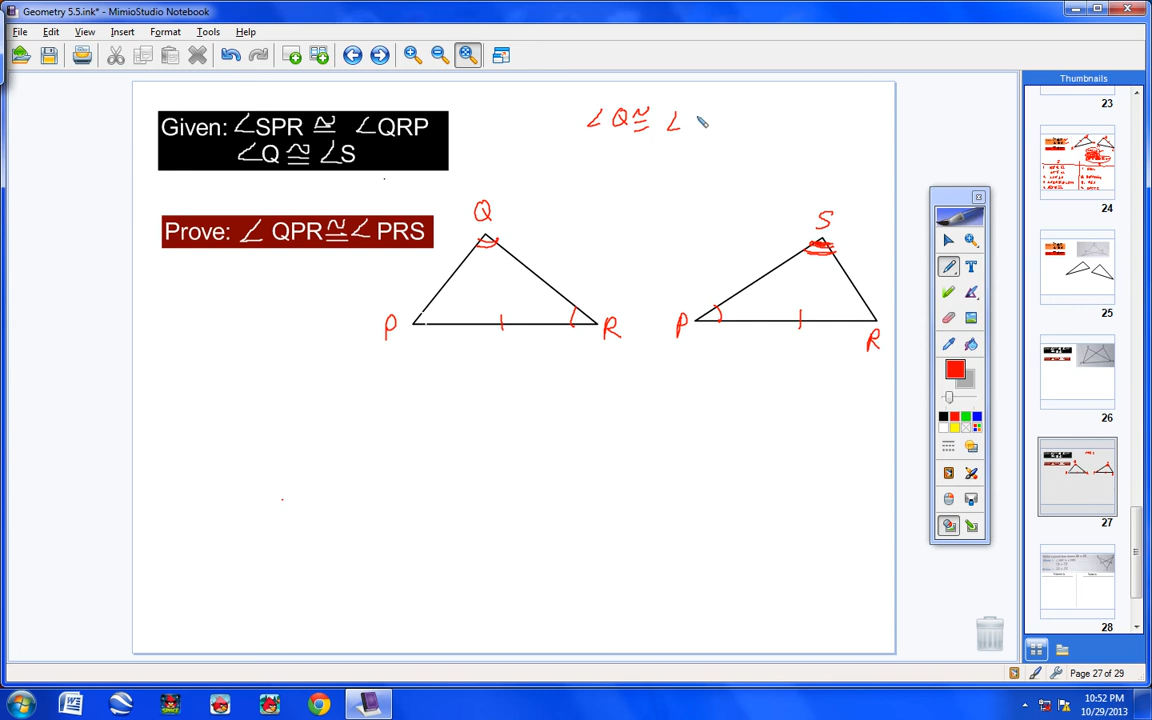 Geometry 5.5.ink* - MimioStudio Notebook
File Edit View Insert Format Tools Help
Thumbnails
Given: ∠SPR ≅ ∠QRP
∠Q ≅ ∠S
∠Q ≅ ∠
Prove: ∠ QPR ≅ ∠ PRS
Q
S
P
R
P
R
T
23
24
25
26
27
28
Page 27 of 29
W
10:52 PM
10/29/2013